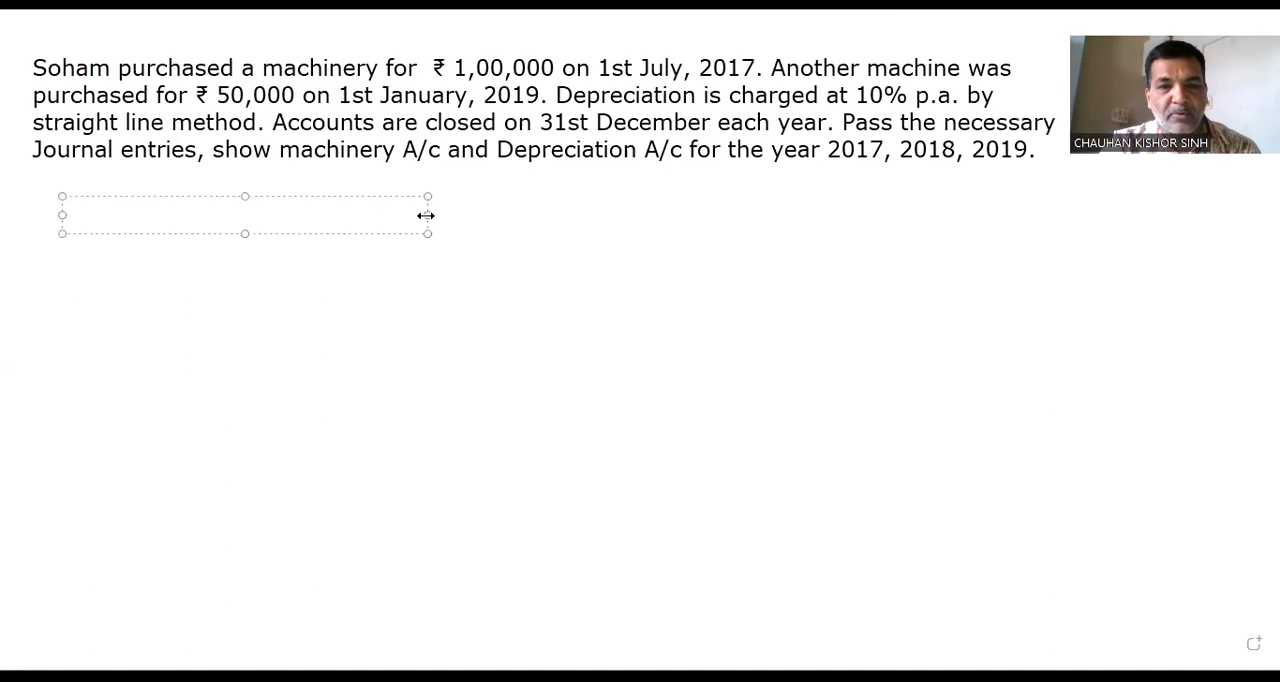 Soham purchased a machinery for  ₹ 1,00,000 on 1st July, 2017. Another machine was
purchased for ₹ 50,000 on 1st January, 2019. Depreciation is charged at 10% p.a. by
straight line method. Accounts are closed on 31st December each year. Pass the necessary
Journal entries, show machinery A/c and Depreciation A/c for the year 2017, 2018, 2019.
CHAUHAN KISHOR SINH